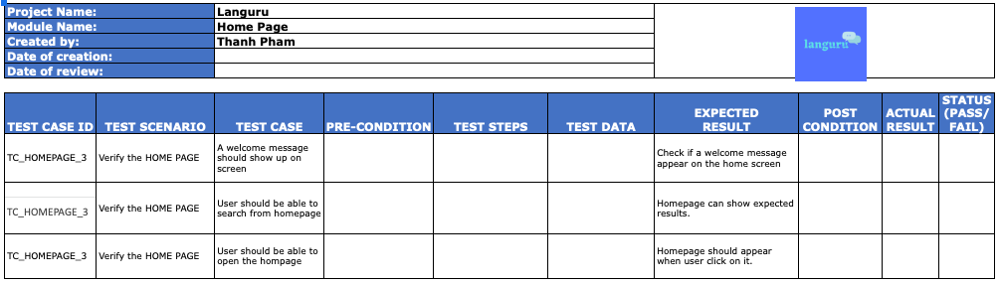 Project Name: Languru
Module Name: Home Page
Created by: Thanh Pham
Date of creation:
Date of review:
languru
TEST CASE ID TEST SCENARIO TEST CASE PRE-CONDITION TEST STEPS TEST DATA EXPECTED RESULT POST CONDITION ACTUAL RESULT STATUS (PASS/ FAIL)
TC_HOMEPAGE_3 Verify the HOME PAGE A welcome message should show up on screen Check if a welcome message appear on the home screen
TC_HOMEPAGE_3 Verify the HOME PAGE User should be able to search from homepage Homepage can show expected results.
TC_HOMEPAGE_3 Verify the HOME PAGE User should be able to open the hompage Homepage should appear when user click on it.